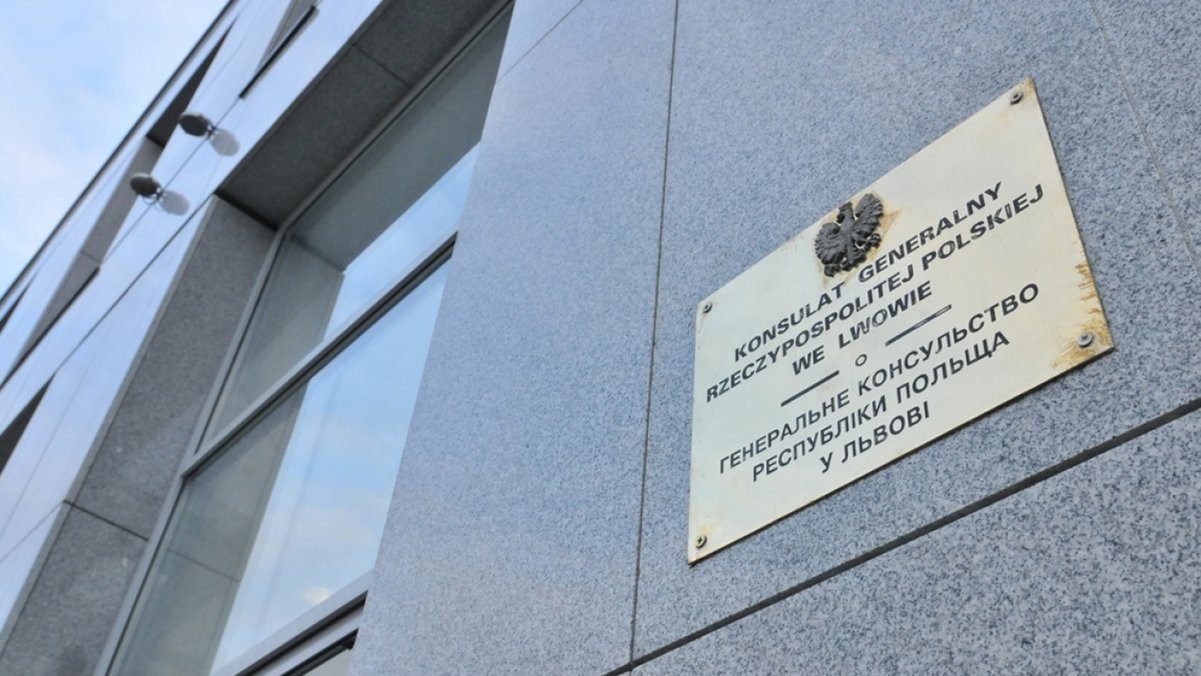 KONSULAT GENERALNY
RZECZYPOSPOLITEJ POLSKIEJ
WE LWOWIE
ГЕНЕРАЛЬНЕ КОНСУЛЬСТВО
РЕСПУБЛІКИ ПОЛЬЩА
У ЛЬВОВІ